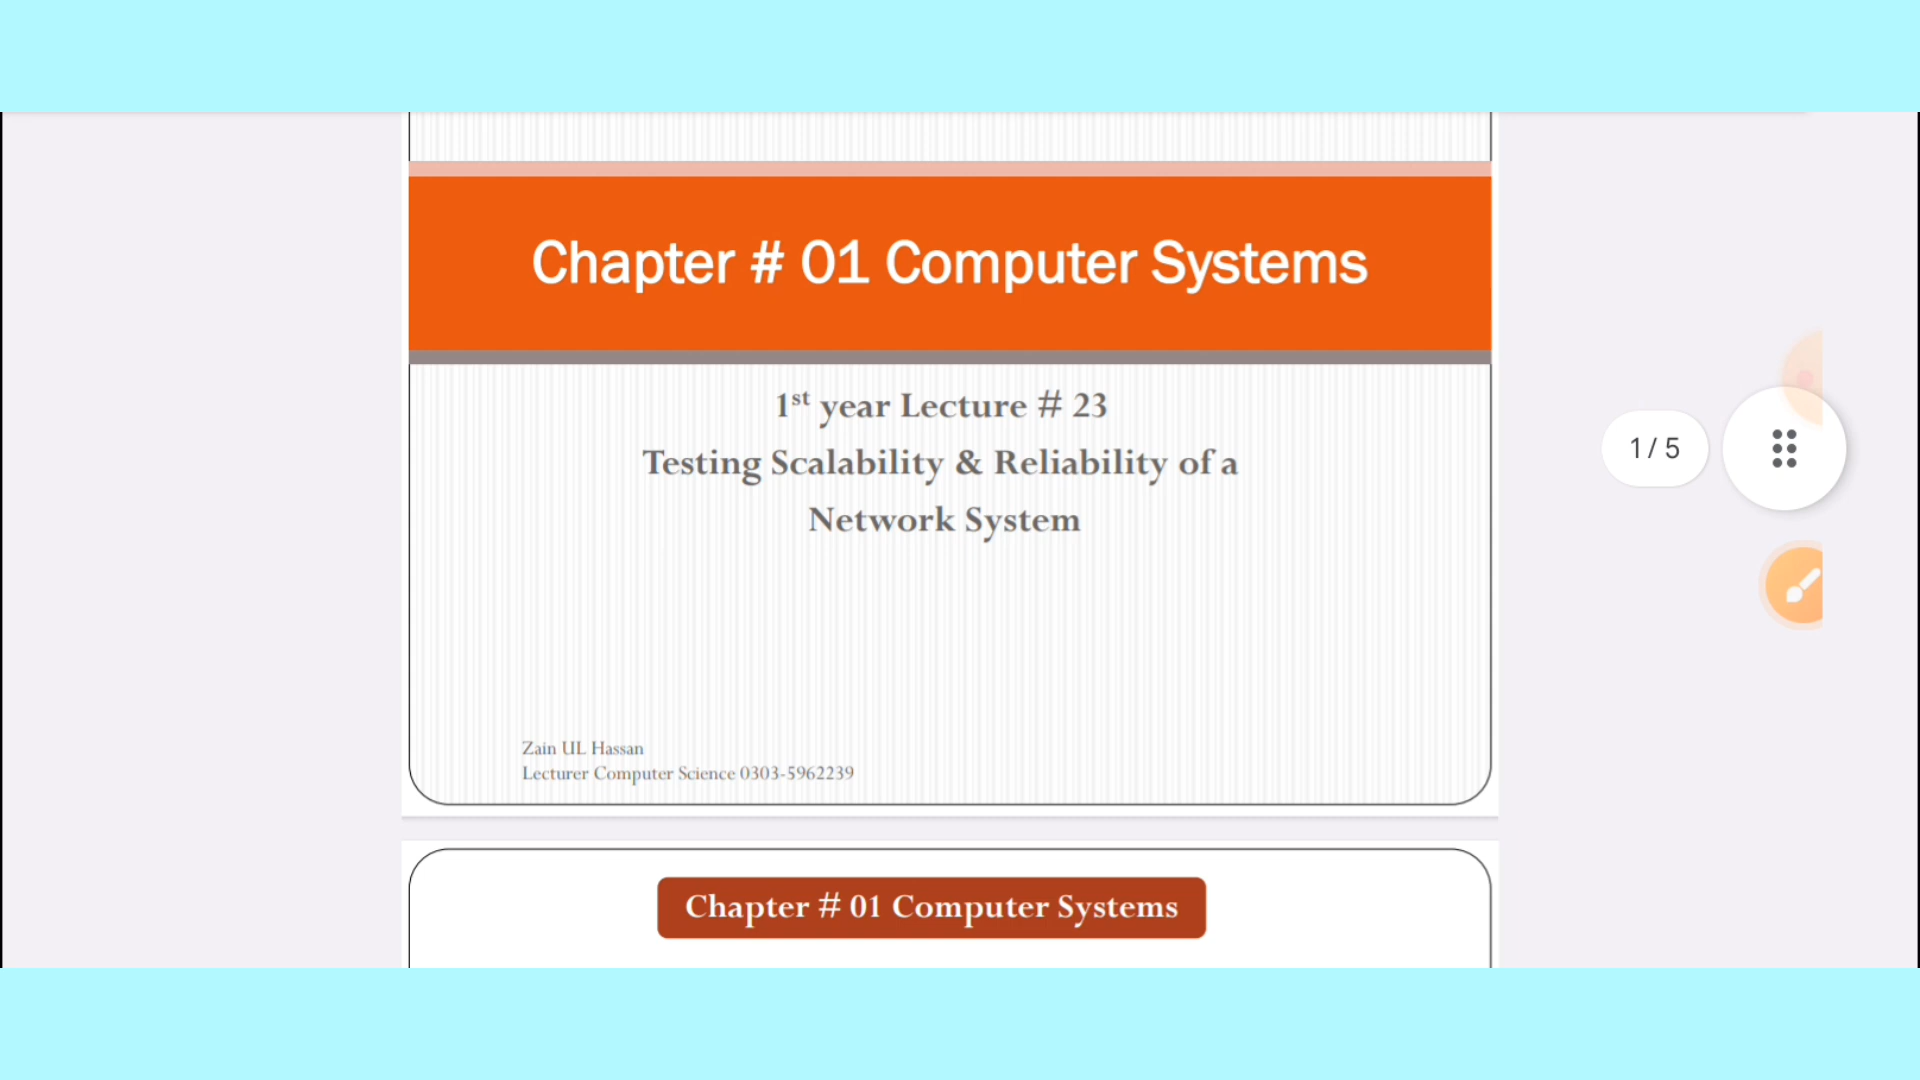 Chapter # 01 Computer Systems
1st year Lecture # 23
Testing Scalability & Reliability of a
Network System
1 / 5
Zain UL Hassan
Lecturer Computer Science 0303-5962239
Chapter # 01 Computer Systems